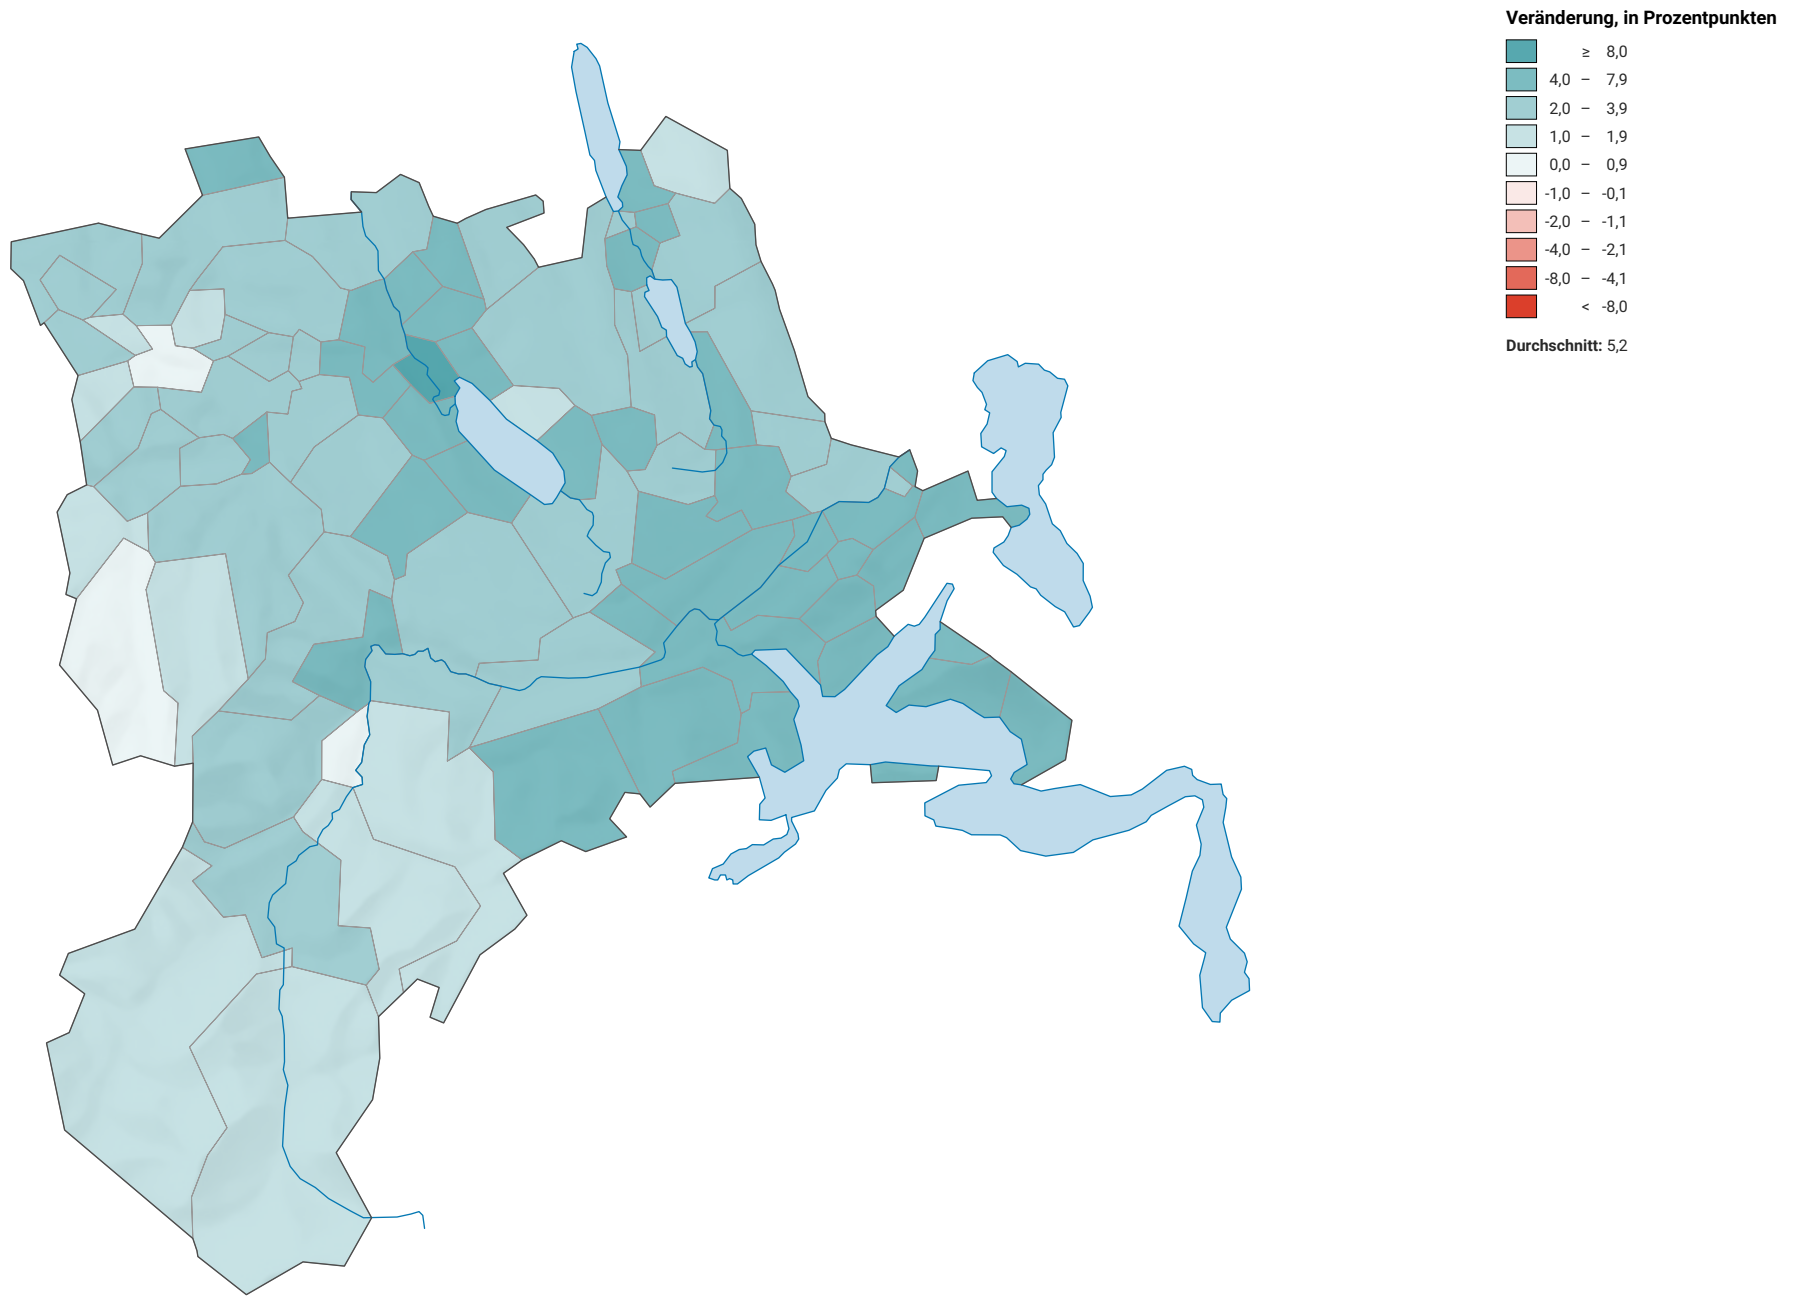 Veränderung, in Prozentpunkten
≥ 8,0
4,0 – 7,9
2,0 – 3,9
1,0 – 1,9
0,0 – 0,9
-1,0 – -0,1
-2,0 – -1,1
-4,0 – -2,1
-8,0 – -4,1
< -8,0
Durchschnitt: 5,2